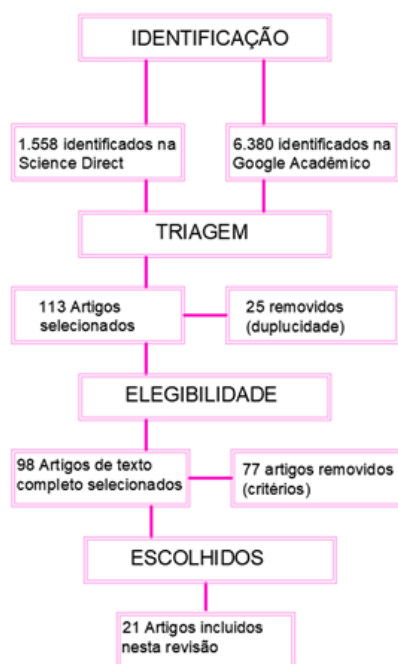 IDENTIFICAÇÃO
1.558 identificados na
Science Direct
6.380 identificados na
Google Acadêmico
TRIAGEM
113 Artigos
selecionados
25 removidos
(duplucidade)
ELEGIBILIDADE
98 Artigos de texto
completo selecionados
77 artigos removidos
(critérios)
ESCOLHIDOS
21 Artigos incluidos
nesta revisão